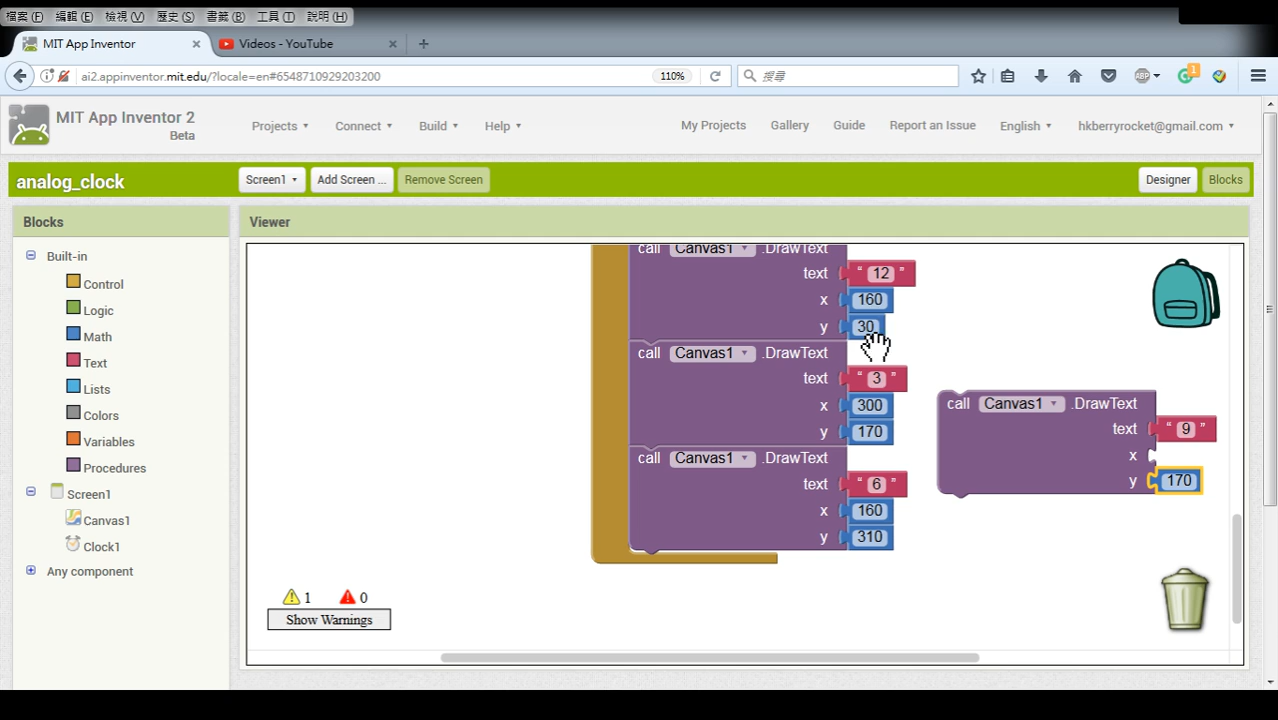 檔案(F) 編輯(E) 檢視(V) 歷史(S) 書籤(B) 工具(T) 說明(H)
MIT App Inventor
Videos - YouTube
ai2.appinventor.mit.edu/?locale=en#6548710929203200
110%
搜尋
ABP
1
MIT App Inventor 2
Beta
Projects
Connect
Build
Help
My Projects
Gallery
Guide
Report an Issue
English
hkberryrocket@gmail.com
analog_clock
Screen1
Add Screen ...
Remove Screen
Designer
Blocks
Blocks
Viewer
Built-in
Control
Logic
Math
Text
Lists
Colors
Variables
Procedures
Screen1
Canvas1
Clock1
Any component
call Canvas1 .DrawText
text “ 12 ”
x 160
y 30
call Canvas1 .DrawText
text “ 3 ”
x 300
y 170
call Canvas1 .DrawText
text “ 6 ”
x 160
y 310
call Canvas1 .DrawText
text “ 9 ”
x
y 170
1
0
Show Warnings